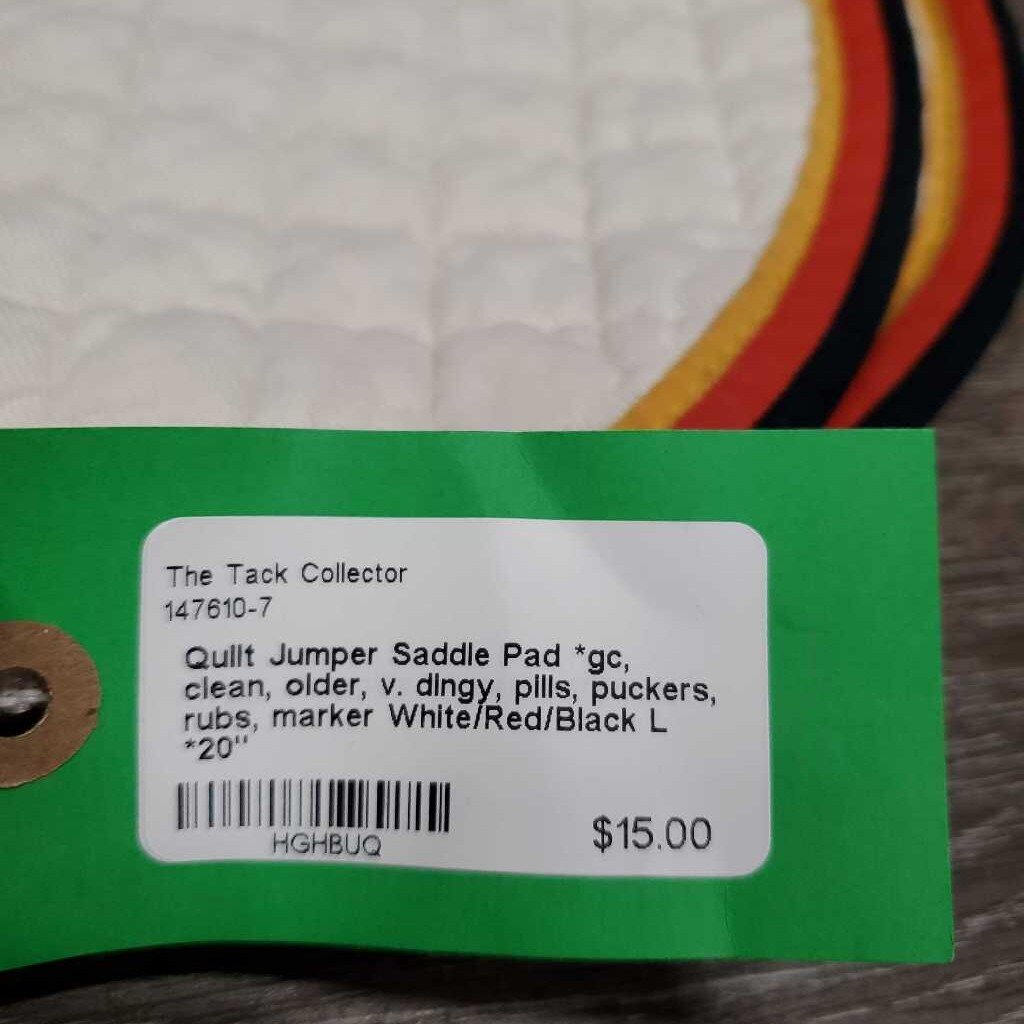 The Tack Collector
147610-7
Quilt Jumper Saddle Pad *gc,
clean, older, v. dingy, pills, puckers,
rubs, marker White/Red/Black L
*20"
HGHBUQ
$15.00